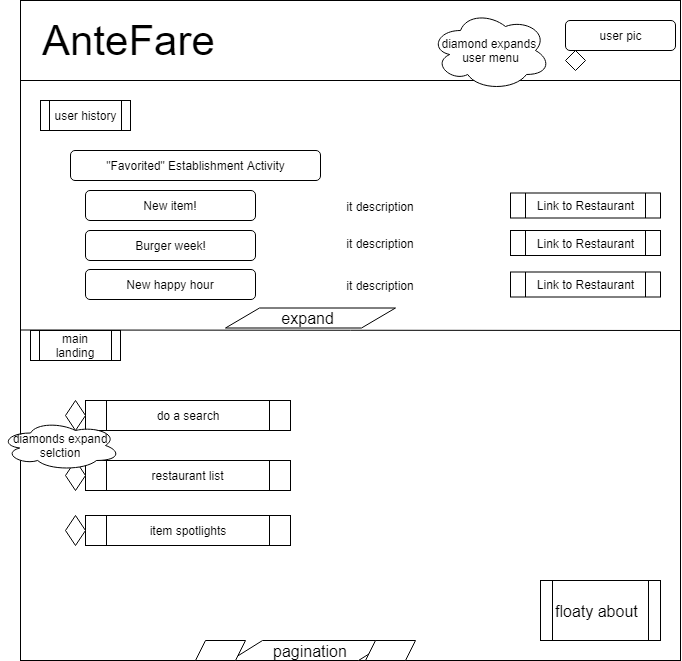 AnteFare
diamond expands
user menu
user pic
user history
"Favorited" Establishment Activity
New item!
it description
Link to Restaurant
Burger week!
it description
Link to Restaurant
New happy hour
it description
Link to Restaurant
expand
main
landing
do a search
diamonds expand
selction
restaurant list
item spotlights
floaty about
pagination